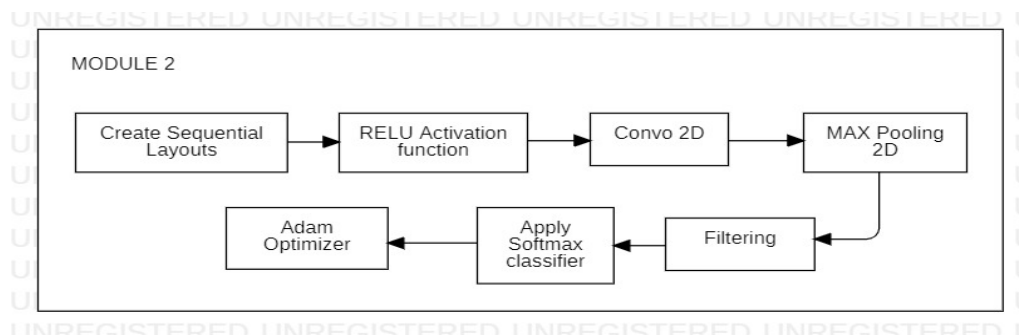 UNREGISTERED UNREGISTERED UNREGISTERED UNREGISTERED
MODULE 2
Create Sequential
Layouts
RELU Activation
function
Convo 2D
MAX Pooling
2D
Filtering
Apply
Softmax
classifier
Adam
Optimizer
UNREGISTERED UNREGISTERED UNREGISTERED UNREGISTERED